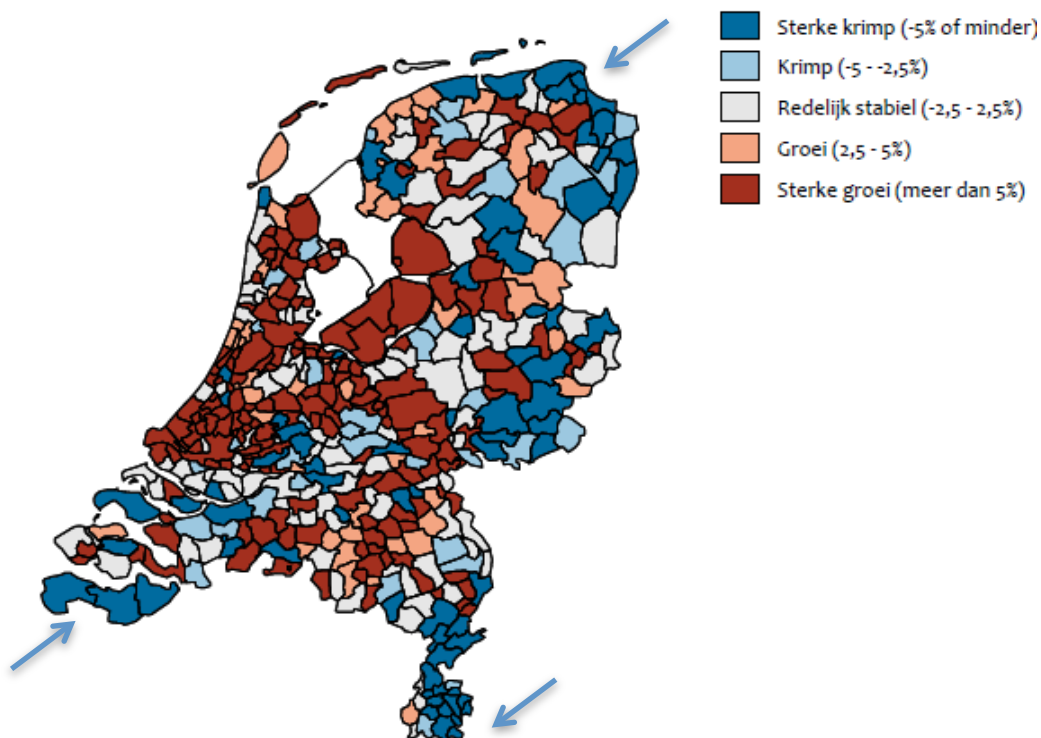 Sterke krimp (-5% of minder)
Krimp (-5 - -2,5%)
Redelijk stabiel (-2,5 - 2,5%)
Groei (2,5 - 5%)
Sterke groei (meer dan 5%)